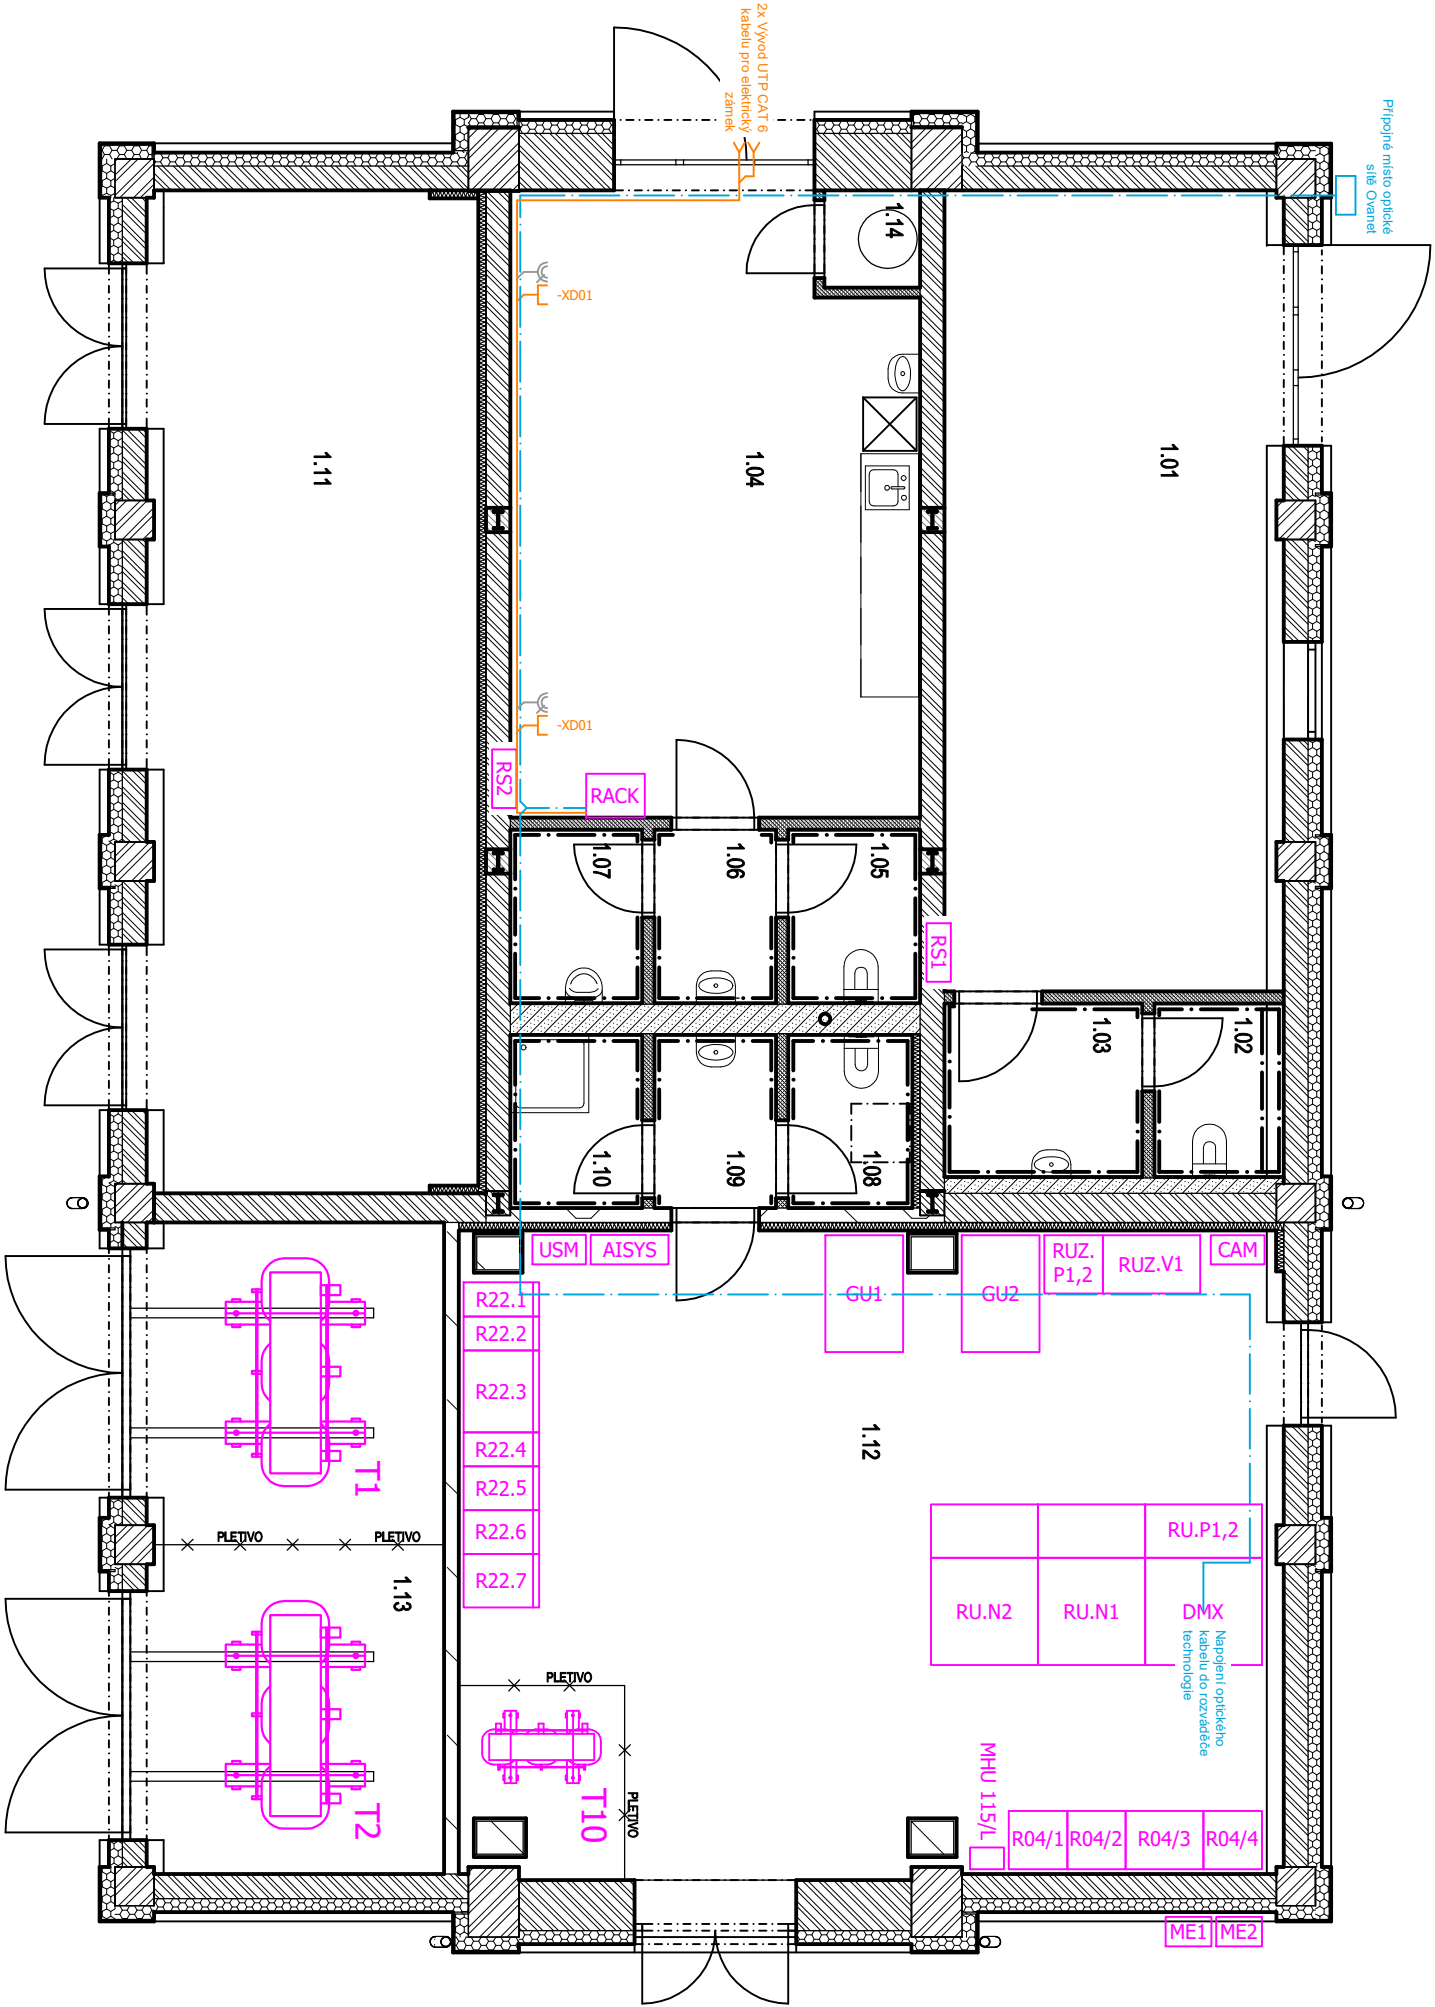 2x Vývod UTP CAT 6
kabelu pro elektrický
zámek
Přípojné místo optické
sítě Ovanet
1.14
-XD01
1.11
1.04
1.01
-XD01
RS2
RACK
1.07
1.06
1.05
RS1
1.03
1.02
1.10
1.09
1.08
USM
AISYS
GU1
GU2
RUZ.
P1,2
RUZ.V1
CAM
R22.1
R22.2
R22.3
R22.4
R22.5
R22.6
R22.7
1.12
T1
PLETIVO
PLETIVO
1.13
RU.P1,2
RU.N2
RU.N1
DMX
Napojení optického
kabelu do rozváděče
technologie
PLETIVO
PLETIVO
T2
T10
MHU 115/L
R04/1
R04/2
R04/3
R04/4
ME1
ME2